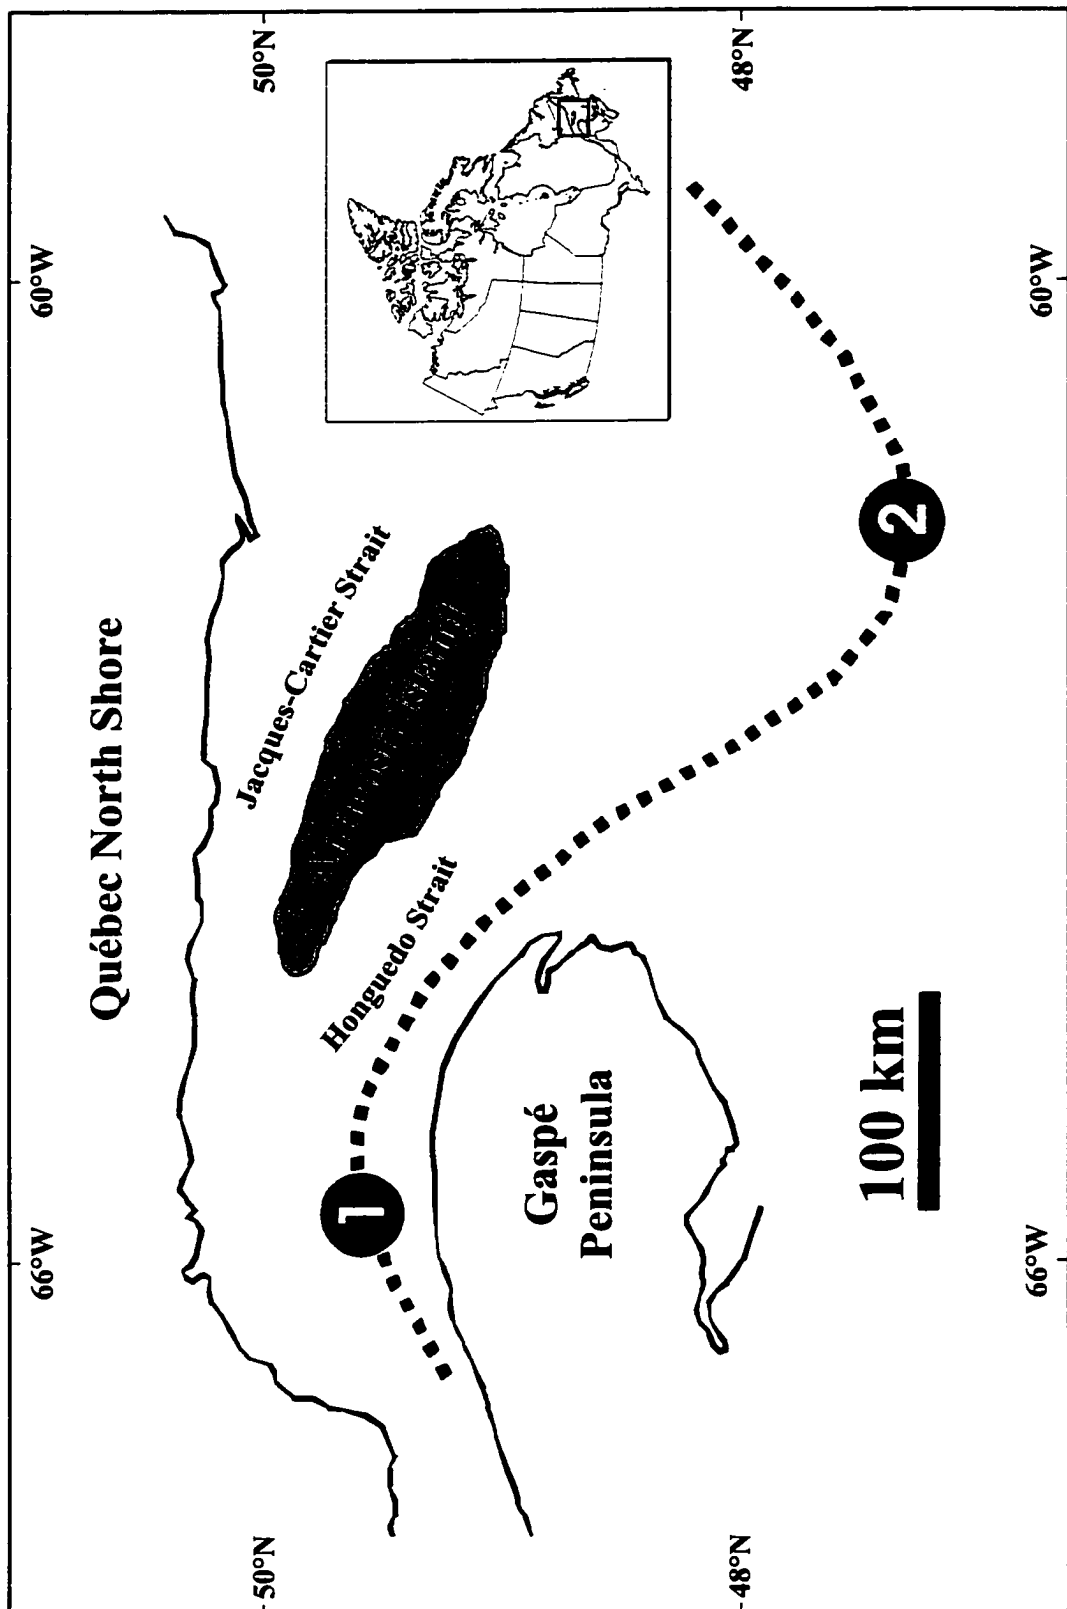 66°W
60°W
50°N
50°N
Québec North Shore
Jacques-Cartier Strait
Honguedo Strait
1
Gaspé
Peninsula
2
100 km
48°N
48°N
66°W
60°W